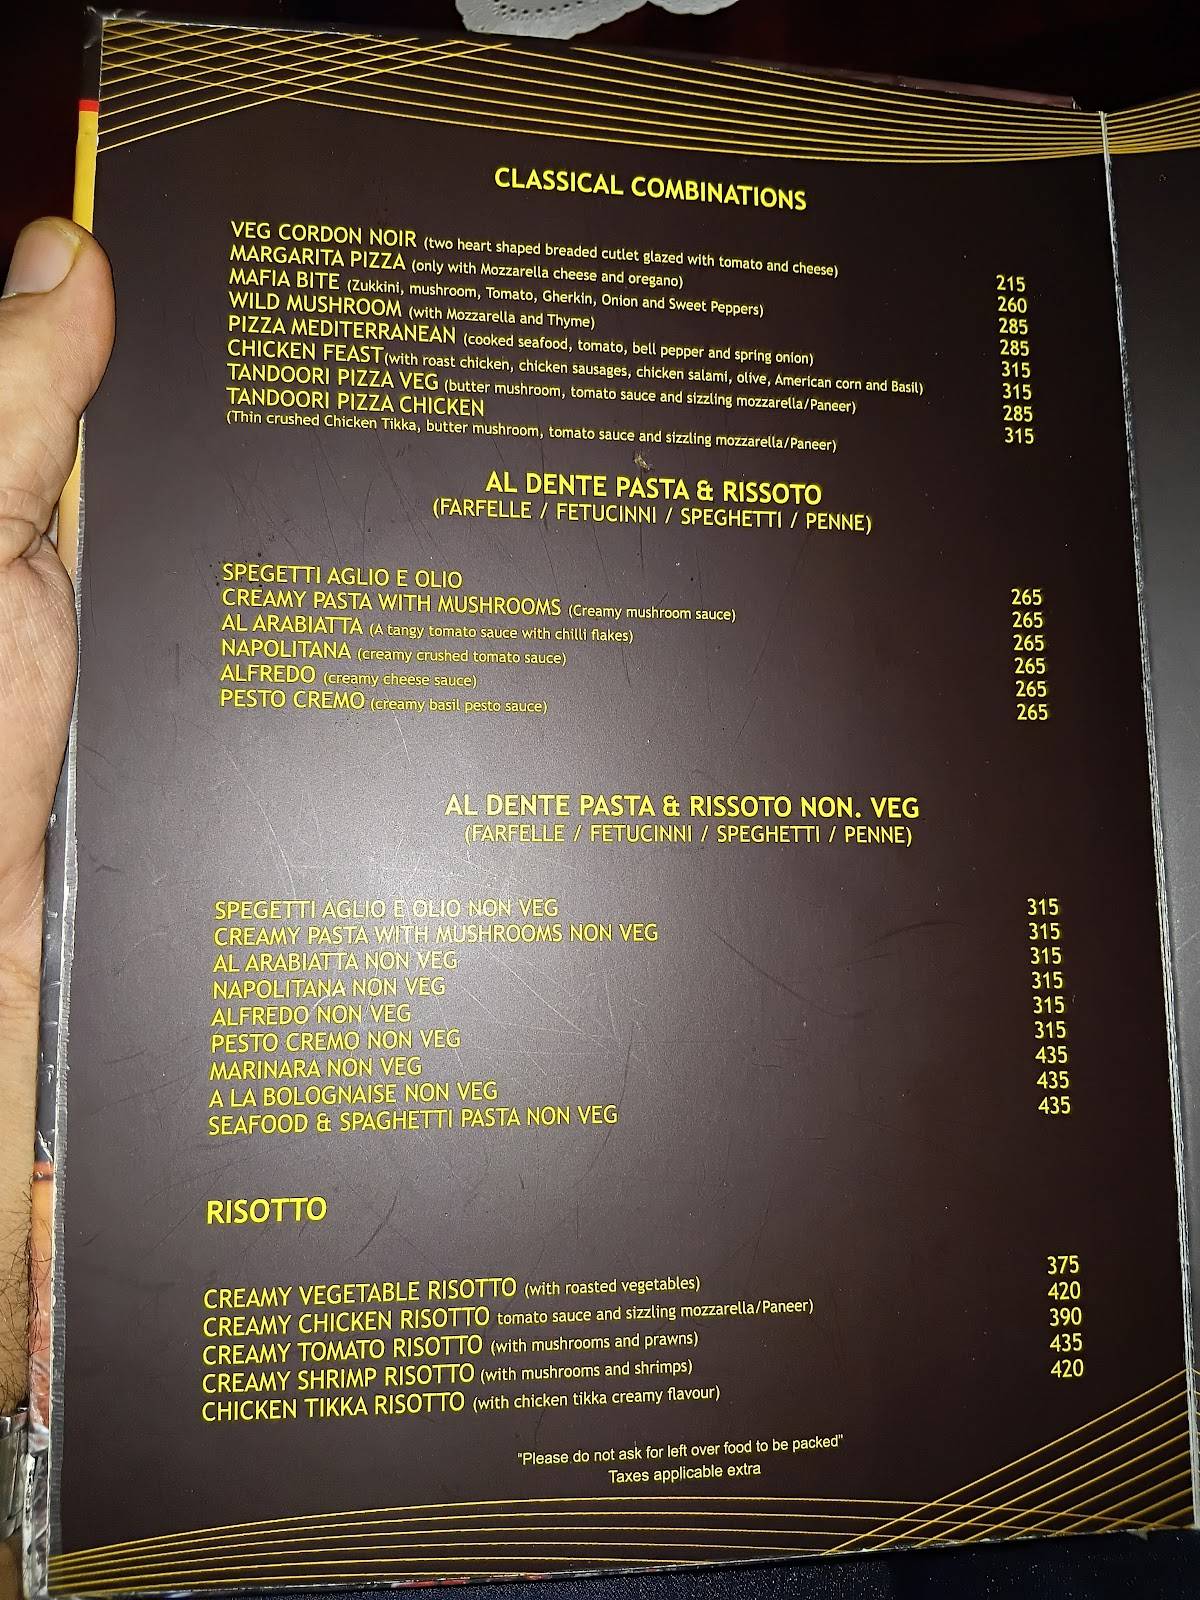 CLASSICAL COMBINATIONS
VEG CORDON NOIR (two heart shaped breaded cutlet glazed with tomato and cheese) 215
MARGARITA PIZZA (only with Mozzarella cheese and oregano) 260
MAFIA BITE (Zukkini, mushroom, Tomato, Gherkin, Onion and Sweet Peppers) 285
WILD MUSHROOM (with Mozzarella and Thyme) 285
PIZZA MEDITERRANEAN (cooked seafood, tomato, bell pepper and spring onion) 315
CHICKEN FEAST(with roast chicken, chicken sausages, chicken salami, olive, American corn and Basil) 315
TANDOORI PIZZA VEG (butter mushroom, tomato sauce and sizzling mozzarella/Paneer) 285
TANDOORI PIZZA CHICKEN 315
(Thin crushed Chicken Tikka, butter mushroom, tomato sauce and sizzling mozzarella/Paneer)
AL DENTE PASTA & RISSOTO
(FARFELLE / FETUCINNI / SPEGHETTI / PENNE)
SPEGETTI AGLIO E OLIO 265
CREAMY PASTA WITH MUSHROOMS (Creamy mushroom sauce) 265
AL ARABIATTA (A tangy tomato sauce with chilli flakes) 265
NAPOLITANA (creamy crushed tomato sauce) 265
ALFREDO (creamy cheese sauce) 265
PESTO CREMO (creamy basil pesto sauce) 265
AL DENTE PASTA & RISSOTO NON. VEG
(FARFELLE / FETUCINNI / SPEGHETTI / PENNE)
SPEGETTI AGLIO E OLIO NON VEG 315
CREAMY PASTA WITH MUSHROOMS NON VEG 315
AL ARABIATTA NON VEG 315
NAPOLITANA NON VEG 315
ALFREDO NON VEG 315
PESTO CREMO NON VEG 315
MARINARA NON VEG 435
A LA BOLOGNAISE NON VEG 435
SEAFOOD & SPAGHETTI PASTA NON VEG 435
RISOTTO
CREAMY VEGETABLE RISOTTO (with roasted vegetables) 375
CREAMY CHICKEN RISOTTO tomato sauce and sizzling mozzarella/Paneer) 420
CREAMY TOMATO RISOTTO (with mushrooms and prawns) 390
CREAMY SHRIMP RISOTTO (with mushrooms and shrimps) 435
CHICKEN TIKKA RISOTTO (with chicken tikka creamy flavour) 420
"Please do not ask for left over food to be packed"
Taxes applicable extra